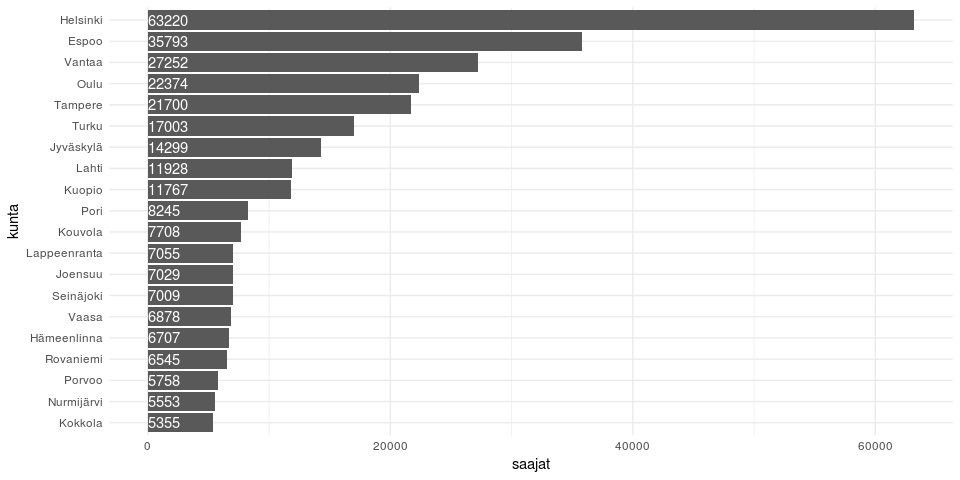 Helsinki 63220
Espoo 35793
Vantaa 27252
Oulu 22374
Tampere 21700
Turku 17003
Jyväskylä 14299
Lahti 11928
Kuopio 11767
Pori 8245
Kouvola 7708
Lappeenranta 7055
Joensuu 7029
Seinäjoki 7009
Vaasa 6878
Hämeenlinna 6707
Rovaniemi 6545
Porvoo 5758
Nurmijärvi 5553
Kokkola 5355
kunta
0 20000 40000 60000
saajat